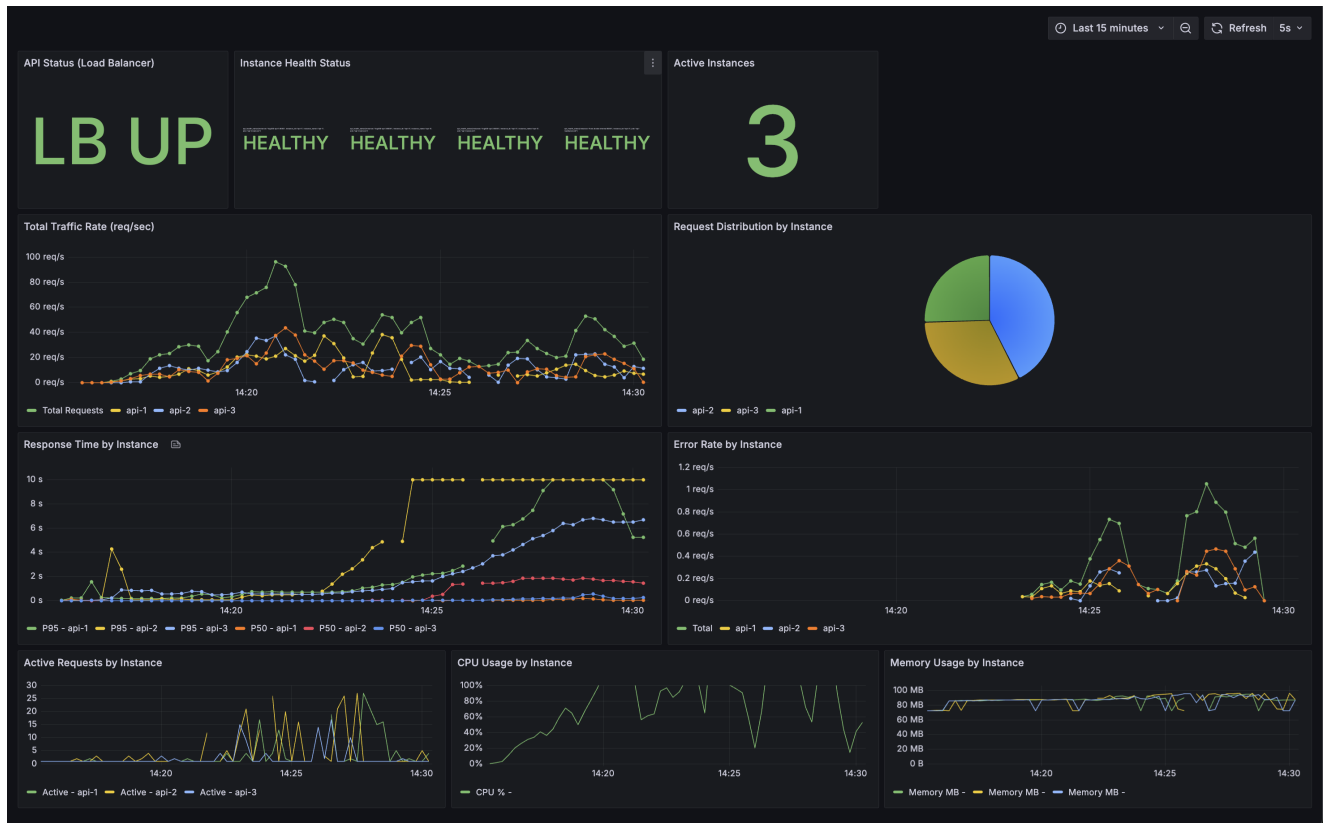 Last 15 minutes
Refresh 5s
API Status (Load Balancer)
LB UP
Instance Health Status
HEALTHY HEALTHY HEALTHY HEALTHY
Active Instances
3
Total Traffic Rate (req/sec)
100 req/s
80 req/s
60 req/s
40 req/s
20 req/s
0 req/s
14:20 14:25 14:30
Total Requests api-1 api-2 api-3
Request Distribution by Instance
api-2 api-3 api-1
Response Time by Instance
10 s
8 s
6 s
4 s
2 s
0 s
14:20 14:25 14:30
P95 - api-1 P95 - api-2 P95 - api-3 P50 - api-1 P50 - api-2 P50 - api-3
Error Rate by Instance
1.2 req/s
1 req/s
0.8 req/s
0.6 req/s
0.4 req/s
0.2 req/s
0 req/s
14:20 14:25 14:30
Total api-1 api-2 api-3
Active Requests by Instance
30
25
20
15
10
5
0
14:20 14:25 14:30
Active - api-1 Active - api-2 Active - api-3
CPU Usage by Instance
100%
80%
60%
40%
20%
0%
14:20 14:25 14:30
CPU % -
Memory Usage by Instance
100 MB
80 MB
60 MB
40 MB
20 MB
0 B
14:20 14:25 14:30
Memory MB - Memory MB - Memory MB -